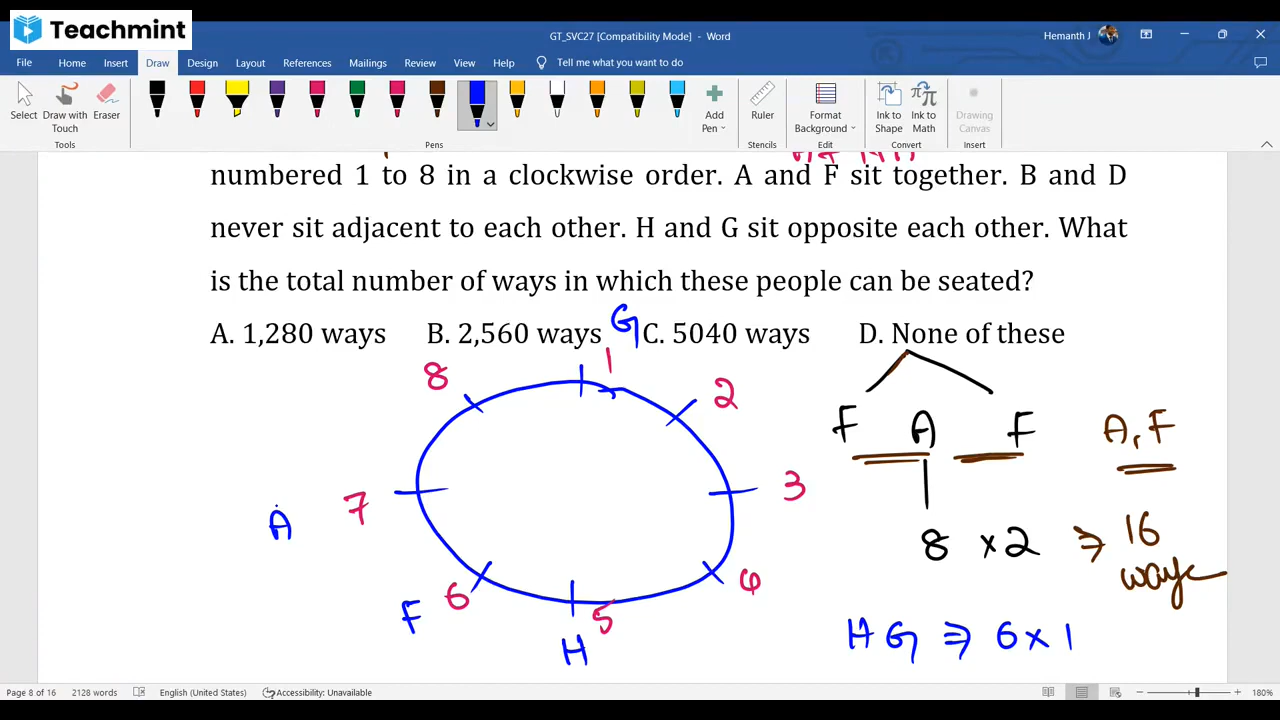 Teachmint
GT_SVC27 [Compatibility Mode] - Word
Hemanth J
File Home Insert Draw Design Layout References Mailings Review View Help Tell me what you want to do
Select Draw with Touch Eraser Add Pen Ruler Format Background Ink to Shape Ink to Math Drawing Canvas
Tools Pens Stencils Edit Convert Insert
numbered 1 to 8 in a clockwise order. A and F sit together. B and D
never sit adjacent to each other. H and G sit opposite each other. What
is the total number of ways in which these people can be seated?
A. 1,280 ways B. 2,560 ways C. 5040 ways D. None of these
G
8 1 2
F A F A, F
7 3
A
8 × 2 ⇒ 16 ways
F 6 5 4
H
H G ⇒ 6 × 1
Page 8 of 16 2128 words English (United States) Accessibility: Unavailable 180%